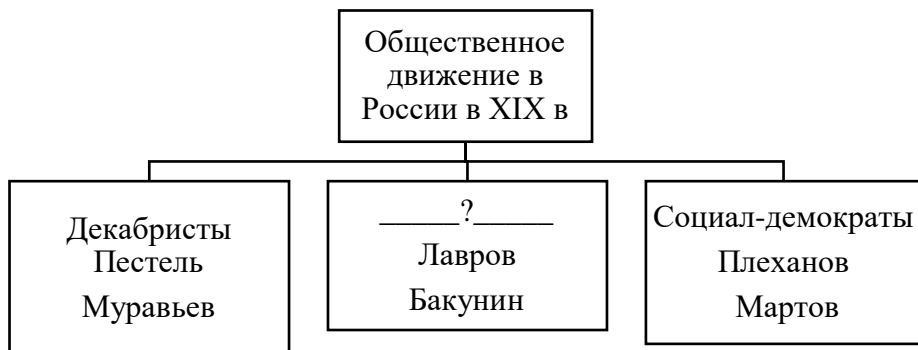 Общественное
движение в
России в XIX в
Декабристы
Пестель
Муравьев
_____?_____
Лавров
Бакунин
Социал-демократы
Плеханов
Мартов